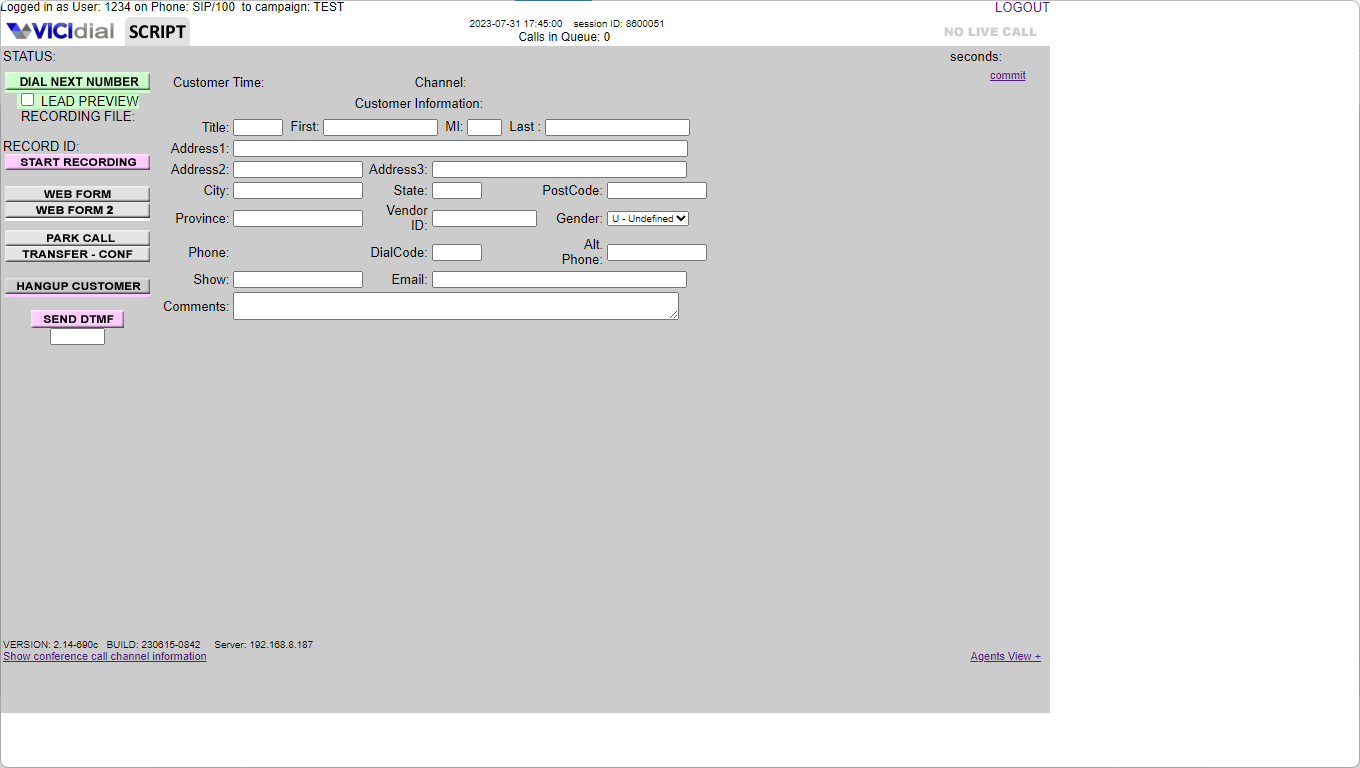 Logged in as User: 1234 on Phone: SIP/100  to campaign: TEST
LOGOUT
VICIdial
SCRIPT
2023-07-31 17:45:00 session ID: 8600051
Calls in Queue: 0
NO LIVE CALL
STATUS:
seconds:
DIAL NEXT NUMBER
Customer Time: Channel:
commit
LEAD PREVIEW
Customer Information:
RECORDING FILE:
Title: First: MI: Last :
RECORD ID:
Address1:
START RECORDING
Address2: Address3:
WEB FORM
City: State: PostCode:
WEB FORM 2
Province: Vendor ID: Gender: U - Undefined
PARK CALL
TRANSFER - CONF
Phone: DialCode: Alt. Phone:
Show: Email:
HANGUP CUSTOMER
Comments:
SEND DTMF
VERSION: 2.14-690c BUILD: 230615-0842 Server: 192.168.8.187
Show conference call channel information
Agents View +